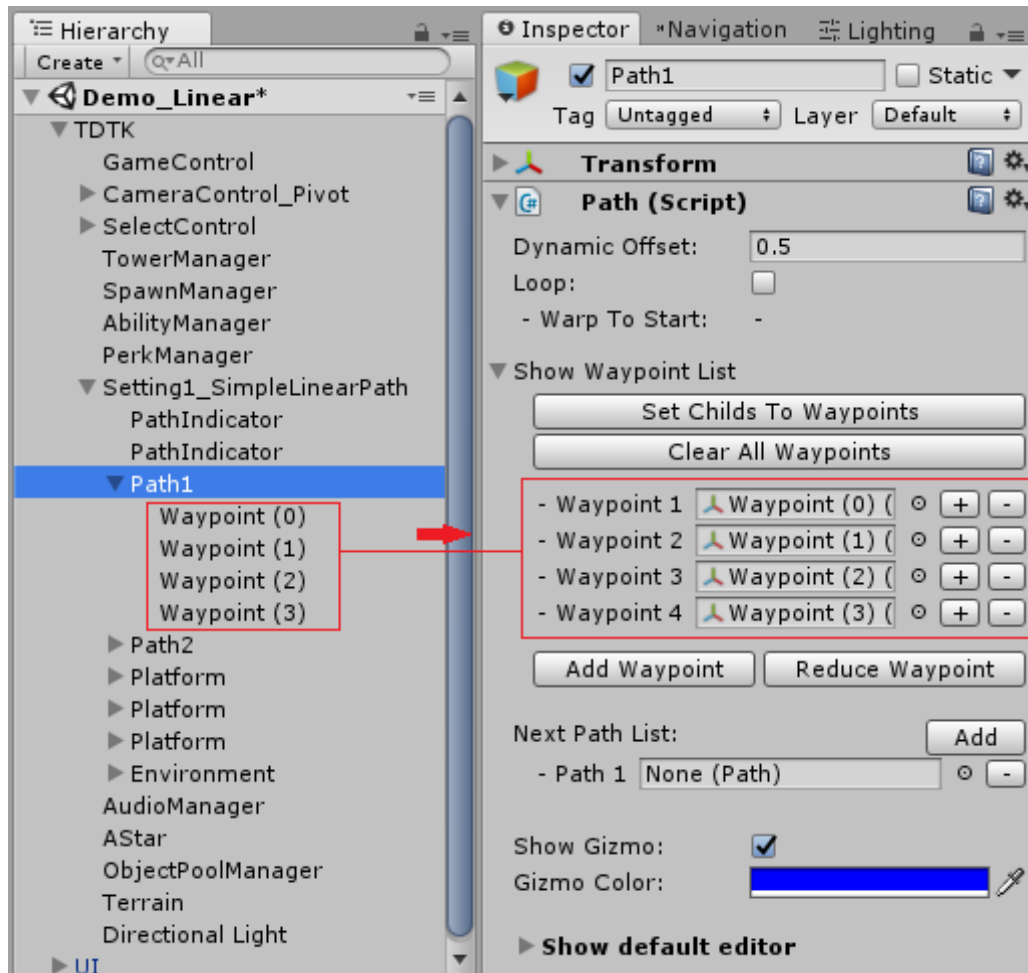 Hierarchy
Create
All
Demo_Linear*
TDTK
GameControl
CameraControl_Pivot
SelectControl
TowerManager
SpawnManager
AbilityManager
PerkManager
Setting1_SimpleLinearPath
PathIndicator
PathIndicator
Path1
Waypoint (0)
Waypoint (1)
Waypoint (2)
Waypoint (3)
Path2
Platform
Platform
Platform
Environment
AudioManager
AStar
ObjectPoolManager
Terrain
Directional Light
UI
Inspector Navigation Lighting
Path1 Static
Tag Untagged Layer Default
Transform
Path (Script)
Dynamic Offset: 0.5
Loop:
- Warp To Start: -
Show Waypoint List
Set Childs To Waypoints
Clear All Waypoints
- Waypoint 1 Waypoint (0) ( + -
- Waypoint 2 Waypoint (1) ( + -
- Waypoint 3 Waypoint (2) ( + -
- Waypoint 4 Waypoint (3) ( + -
Add Waypoint Reduce Waypoint
Next Path List: Add
- Path 1 None (Path) -
Show Gizmo:
Gizmo Color:
Show default editor